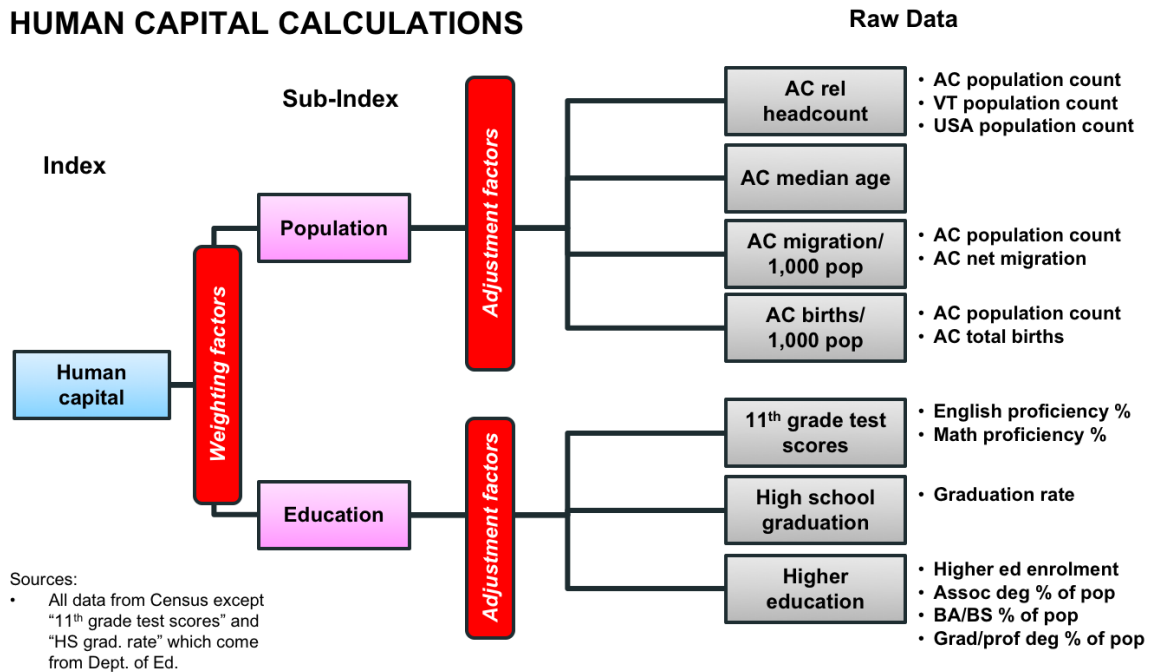 HUMAN CAPITAL CALCULATIONS
Raw Data
Sub-Index
Index
Human
capital
Weighting factors
Population
Education
Adjustment factors
Adjustment factors
AC rel
headcount
• AC population count
• VT population count
• USA population count
AC median age
AC migration/
1,000 pop
• AC population count
• AC net migration
AC births/
1,000 pop
• AC population count
• AC total births
11th grade test
scores
• English proficiency %
• Math proficiency %
High school
graduation
• Graduation rate
Higher
education
• Higher ed enrolment
• Assoc deg % of pop
• BA/BS % of pop
• Grad/prof deg % of pop
Sources:
• All data from Census except
“11th grade test scores” and
“HS grad. rate” which come
from Dept. of Ed.